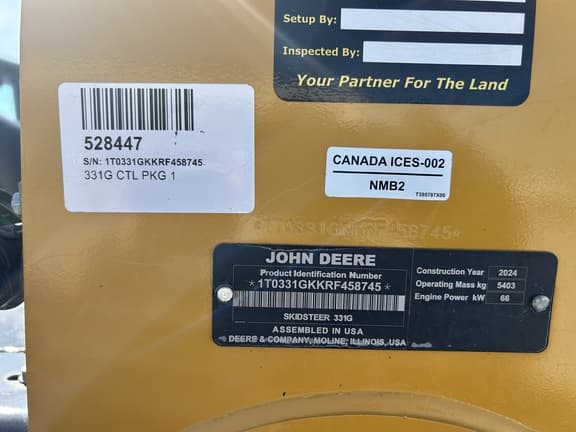 Setup By:
Inspected By:
Your Partner For The Land
528447
S/N: 1T0331GKKRF458745.
331G CTL PKG 1
CANADA ICES-002
NMB2
*1T0331GKKRF458745*
JOHN DEERE
Product Identification Number
*1T0331GKKRF458745*
SKIDSTEER 331G
ASSEMBLED IN USA
DEERE & COMPANY, MOLINE, ILLINOIS, USA
Construction Year 2024
Operating Mass kg 5403
Engine Power kW 66